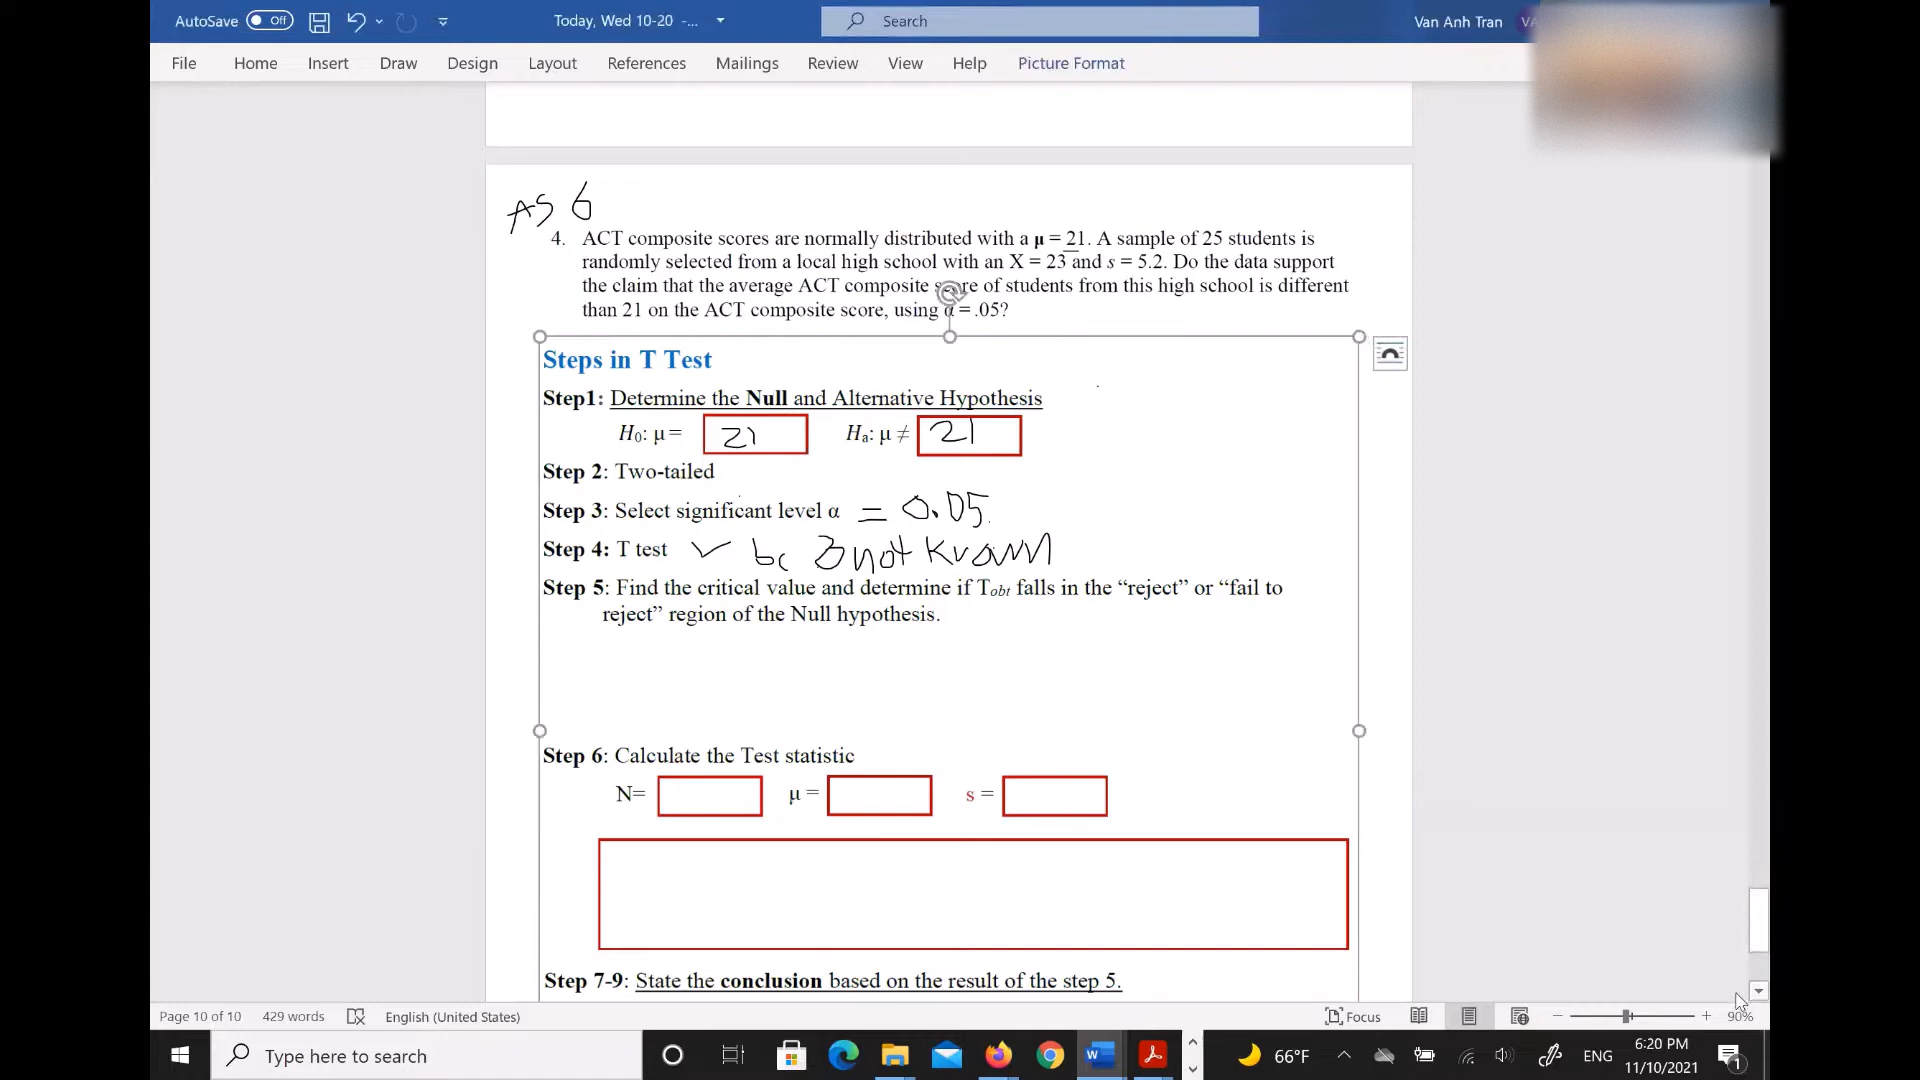 AutoSave Off
Today, Wed 10-20 -...
Search
Van Anh Tran
VA
File Home Insert Draw Design Layout References Mailings Review View Help Picture Format
AS 6
4. ACT composite scores are normally distributed with a μ = 21. A sample of 25 students is
randomly selected from a local high school with an X̅ = 23 and s = 5.2. Do the data support
the claim that the average ACT composite score of students from this high school is different
than 21 on the ACT composite score, using α = .05?
Steps in T Test
Step1: Determine the Null and Alternative Hypothesis
H0: μ = 21 Ha: μ ≠ 21
Step 2: Two-tailed
Step 3: Select significant level α = 0.05
Step 4: T test ✓ bc not known
Step 5: Find the critical value and determine if Tobt falls in the “reject” or “fail to
reject” region of the Null hypothesis.
Step 6: Calculate the Test statistic
N= μ = s =
Step 7-9: State the conclusion based on the result of the step 5.
Page 10 of 10 429 words English (United States) Focus 90%
Type here to search
66°F
ENG
6:20 PM
11/10/2021
1